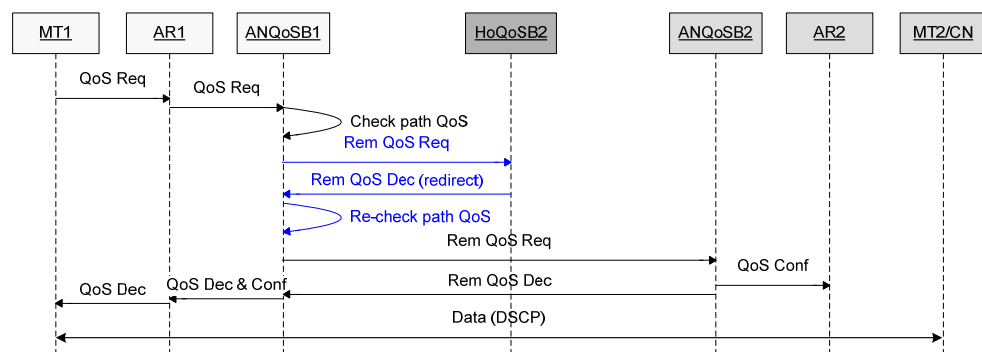 MT1
AR1
ANQoSB1
HoQoSB2
ANQoSB2
AR2
MT2/CN
QoS Req
QoS Req
Check path QoS
Rem QoS Req
Rem QoS Dec (redirect)
Re-check path QoS
Rem QoS Req
QoS Conf
Rem QoS Dec
QoS Dec & Conf
QoS Dec
Data (DSCP)